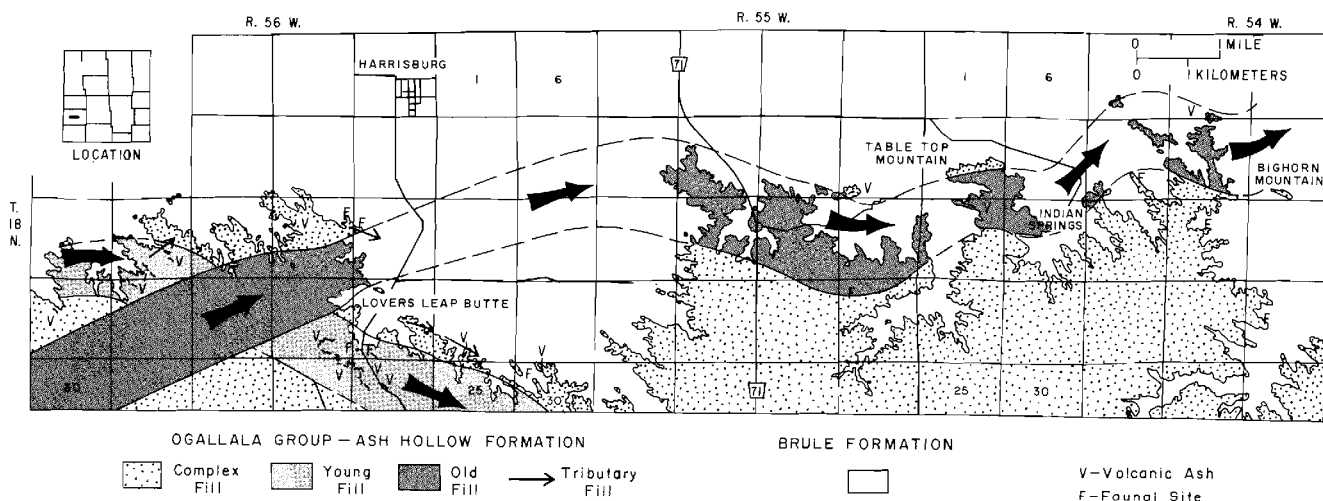 R. 56 W.
R. 55 W.
R. 54 W.
HARRISBURG
1
6
71
1
6
0
MILE
0
1
KILOMETERS
LOCATION
TABLE TOP
MOUNTAIN
V
BIGHORN
MOUNTAIN
T.
18
N.
INDIAN
SPRINGS
LOVERS LEAP BUTTE
30
25
30
71
25
30
OGALLALA GROUP — ASH HOLLOW FORMATION
BRULE FORMATION
Complex
Fill
Young
Fill
Old
Fill
Tributary
Fill
V-Volcanic Ash
F-Faunal Site